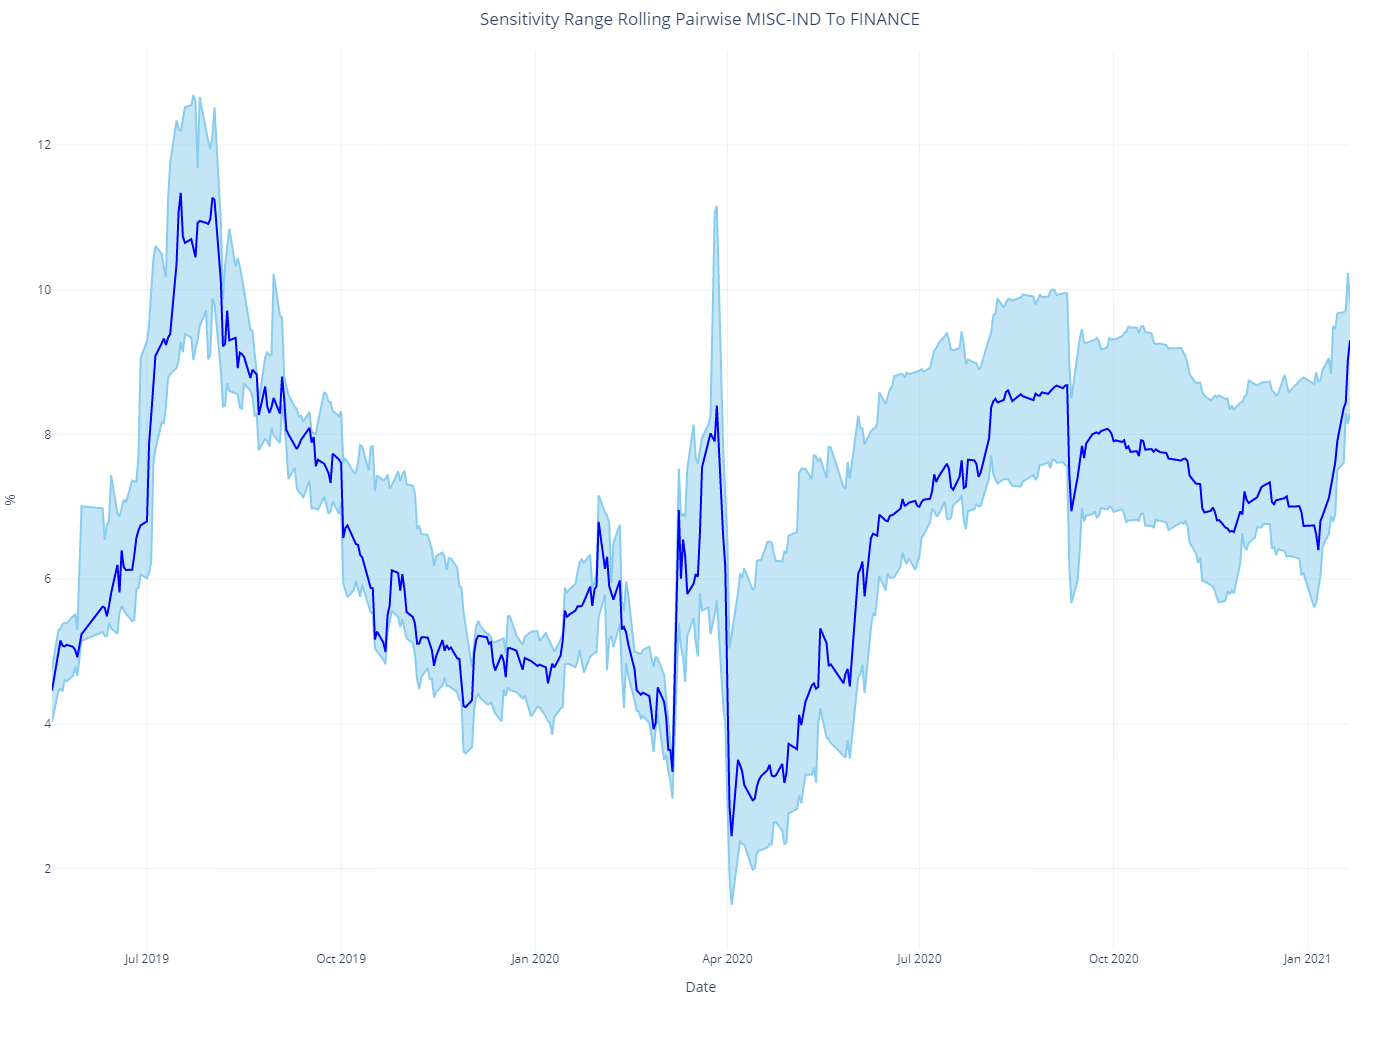 Sensitivity Range Rolling Pairwise MISC-IND To FINANCE
12
10
8
6
4
2
%
Jul 2019
Oct 2019
Jan 2020
Apr 2020
Jul 2020
Oct 2020
Jan 2021
Date